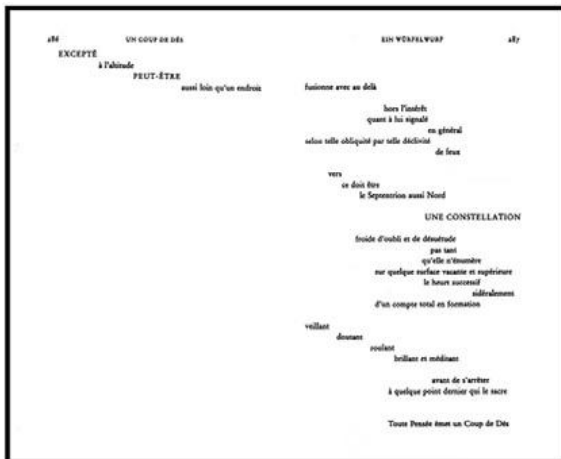 286 UN COUP DE DÉS
EXCEPTÉ
à l'altitude
PEUT-ÊTRE
aussi loin qu'un endroit
EIN WÜRFELWURF 287
fusionne avec au delà
hors l'intérêt
quant à lui signalé
en général
selon telle obliquité par telle déclivité
de feux
vers
ce doit être
le Septentrion aussi Nord
UNE CONSTELLATION
froide d'oubli et de désuétude
pas tant
qu'elle n'énumère
sur quelque surface vacante et supérieure
le heurt successif
sidéralement
d'un compte total en formation
veillant
doutant
roulant
brillant et méditant
avant de s'arrêter
à quelque point dernier qui le sacre
Toute Pensée émet un Coup de Dés